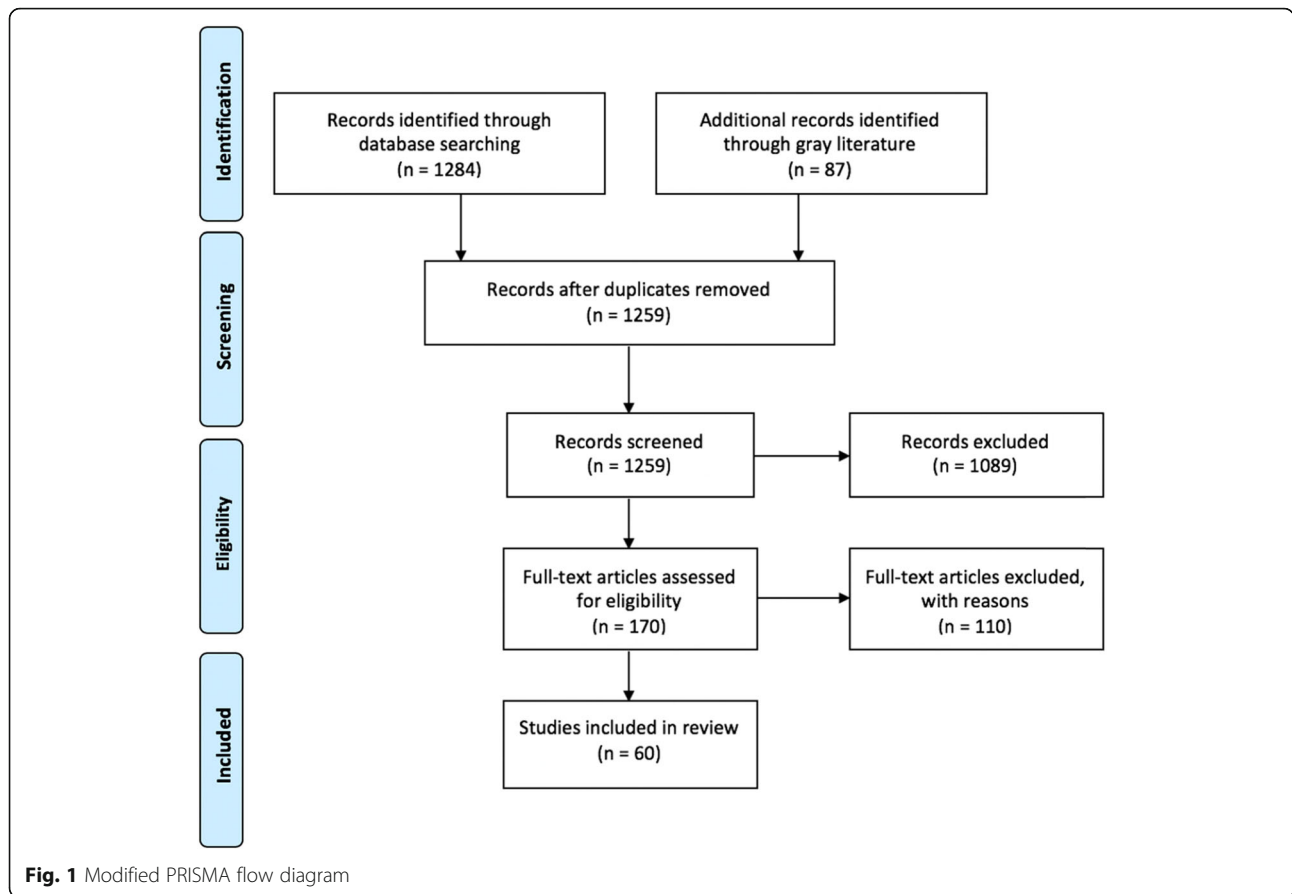 Identification
Records identified through
database searching
(n = 1284)
Additional records identified
through gray literature
(n = 87)
Screening
Records after duplicates removed
(n = 1259)
Records screened
(n = 1259)
Records excluded
(n = 1089)
Eligibility
Full-text articles assessed
for eligibility
(n = 170)
Full-text articles excluded,
with reasons
(n = 110)
Included
Studies included in review
(n = 60)
Fig. 1 Modified PRISMA flow diagram